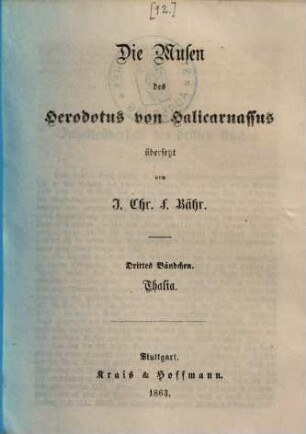 [12.]
Die Musen
des
Herodotus von Halicarnassus
übersetzt
von
J. Chr. F. Bähr.
Drittes Bändchen.
Thalia.
Stuttgart.
Krais & Hoffmann.
1863.